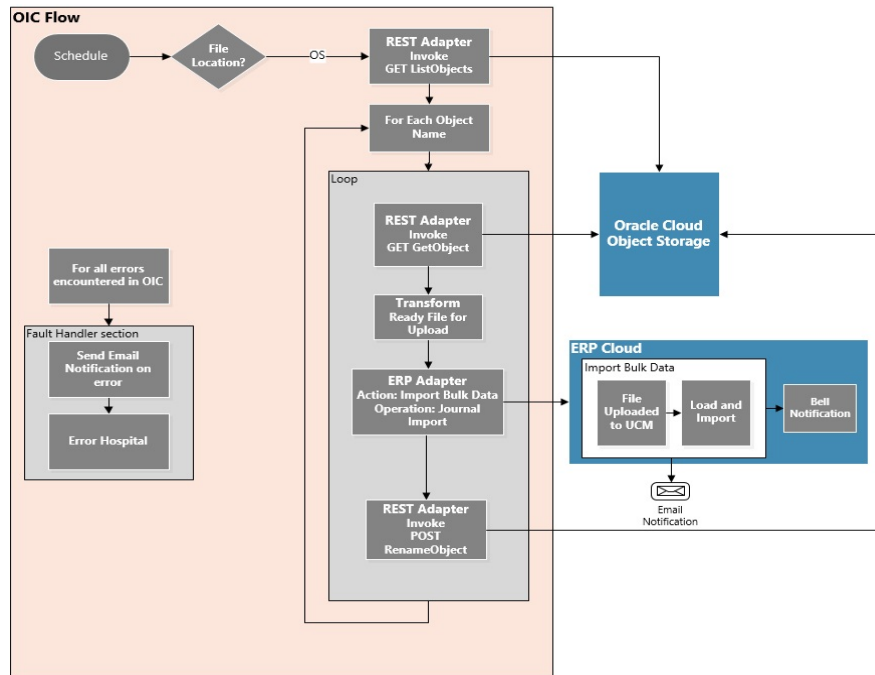 OIC Flow
Schedule
File
Location?
OS
REST Adapter
Invoke
GET ListObjects
For Each Object
Name
Loop
REST Adapter
Invoke
GET GetObject
Oracle Cloud
Object Storage
For all errors
encountered in OIC
Transform
Ready File for
Upload
Fault Handler section
Send Email
Notification on
error
Error Hospital
ERP Adapter
Action: Import Bulk Data
Operation: Journal
Import
ERP Cloud
Import Bulk Data
File
Uploaded
to UCM
Load and
Import
Bell
Notification
Email
Notification
REST Adapter
Invoke
POST
RenameObject